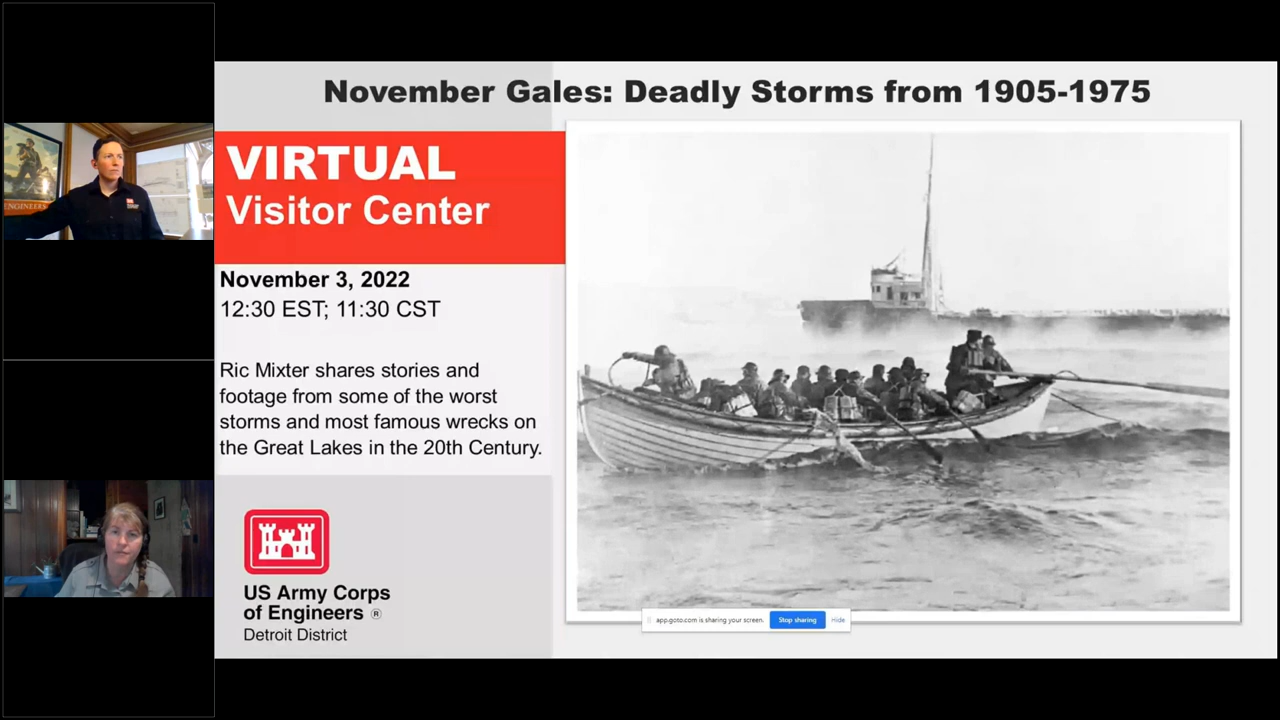 November Gales: Deadly Storms from 1905-1975
VIRTUAL
Visitor Center
November 3, 2022
12:30 EST; 11:30 CST
Ric Mixter shares stories and
footage from some of the worst
storms and most famous wrecks on
the Great Lakes in the 20th Century.
US Army Corps
of Engineers ®
Detroit District
ENGINEERS
app.goto.com is sharing your screen.
Stop sharing
Hide